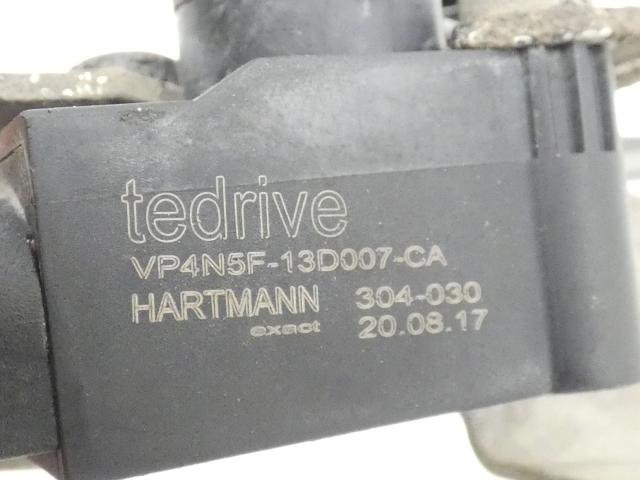 tedrive
VP4N5F-13D007-CA
HARTMANN 304-030
exact 20.08.17